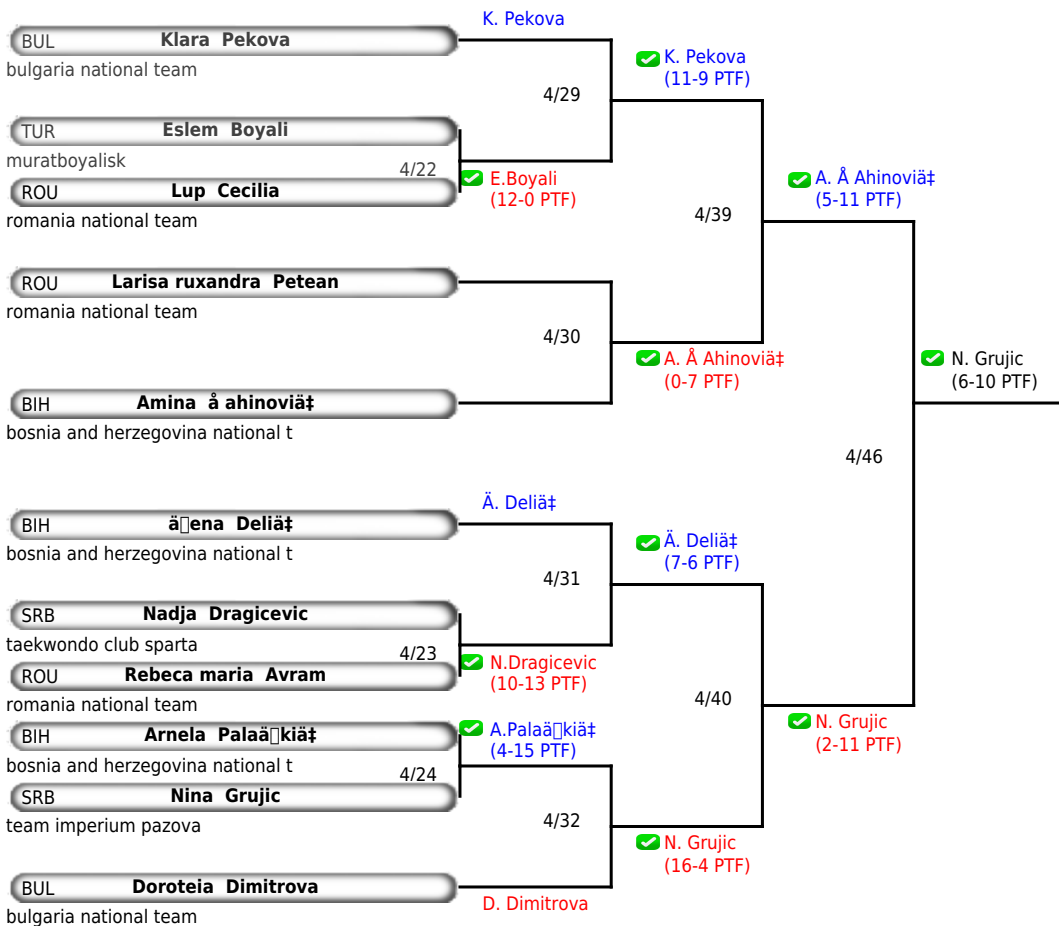 K. Pekova
BUL Klara Pekova
bulgaria national team
4/29
K. Pekova
(11-9 PTF)
TUR Eslem Boyali
muratboyalisk
4/22
E.Boyali
(12-0 PTF)
ROU Lup Cecilia
romania national team
4/39
A. Å Ahinoviä‡
(5-11 PTF)
ROU Larisa ruxandra Petean
romania national team
4/30
A. Å Ahinoviä‡
(0-7 PTF)
N. Grujic
(6-10 PTF)
BIH Amina å ahinoviä‡
bosnia and herzegovina national t
4/46
Ä. Deliä‡
BIH ä▯ena Deliä‡
bosnia and herzegovina national t
Ä. Deliä‡
(7-6 PTF)
4/31
SRB Nadja Dragicevic
taekwondo club sparta
4/23
N.Dragicevic
(10-13 PTF)
ROU Rebeca maria Avram
romania national team
4/40
N. Grujic
(2-11 PTF)
BIH Arnela Palaä▯kiä‡
bosnia and herzegovina national t
A.Palaä▯kiä‡
(4-15 PTF)
4/24
SRB Nina Grujic
team imperium pazova
4/32
N. Grujic
(16-4 PTF)
BUL Doroteia Dimitrova
bulgaria national team
D. Dimitrova